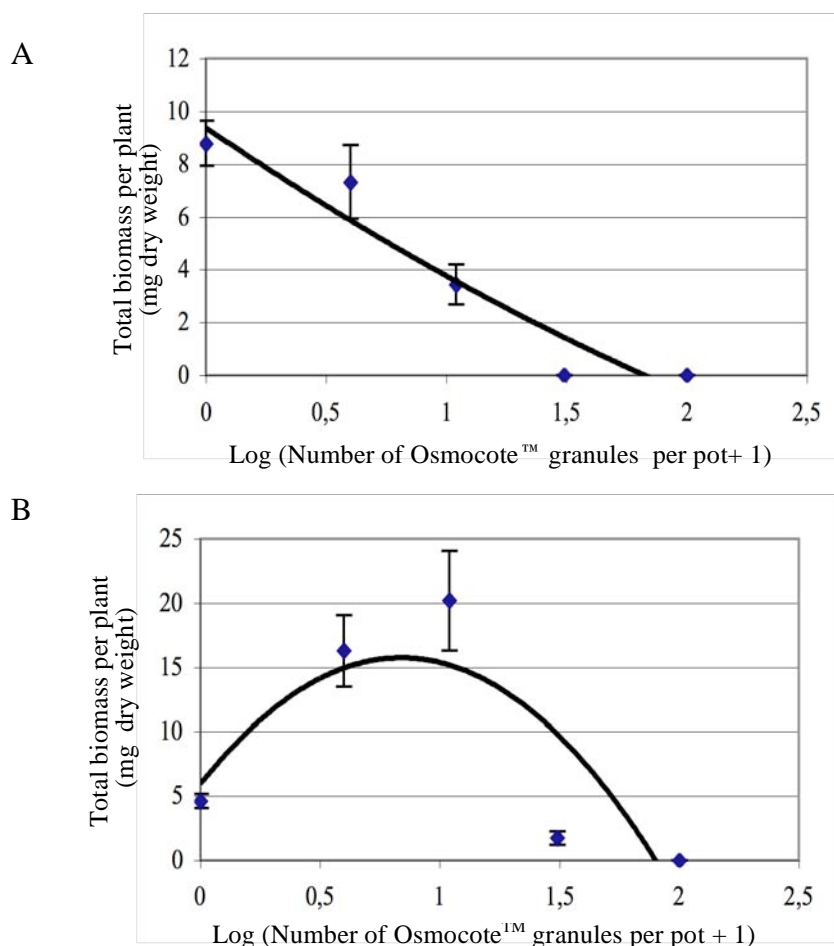 A
Total biomass per plant
(mg dry weight)
12
10
8
6
4
2
0
0 0,5 1 1,5 2 2,5
Log (Number of Osmocote™ granules per pot+ 1)
B
Total biomass per plant
(mg dry weight)
25
20
15
10
5
0
0 0,5 1 1,5 2 2,5
Log (Number of Osmocote™ granules per pot + 1)